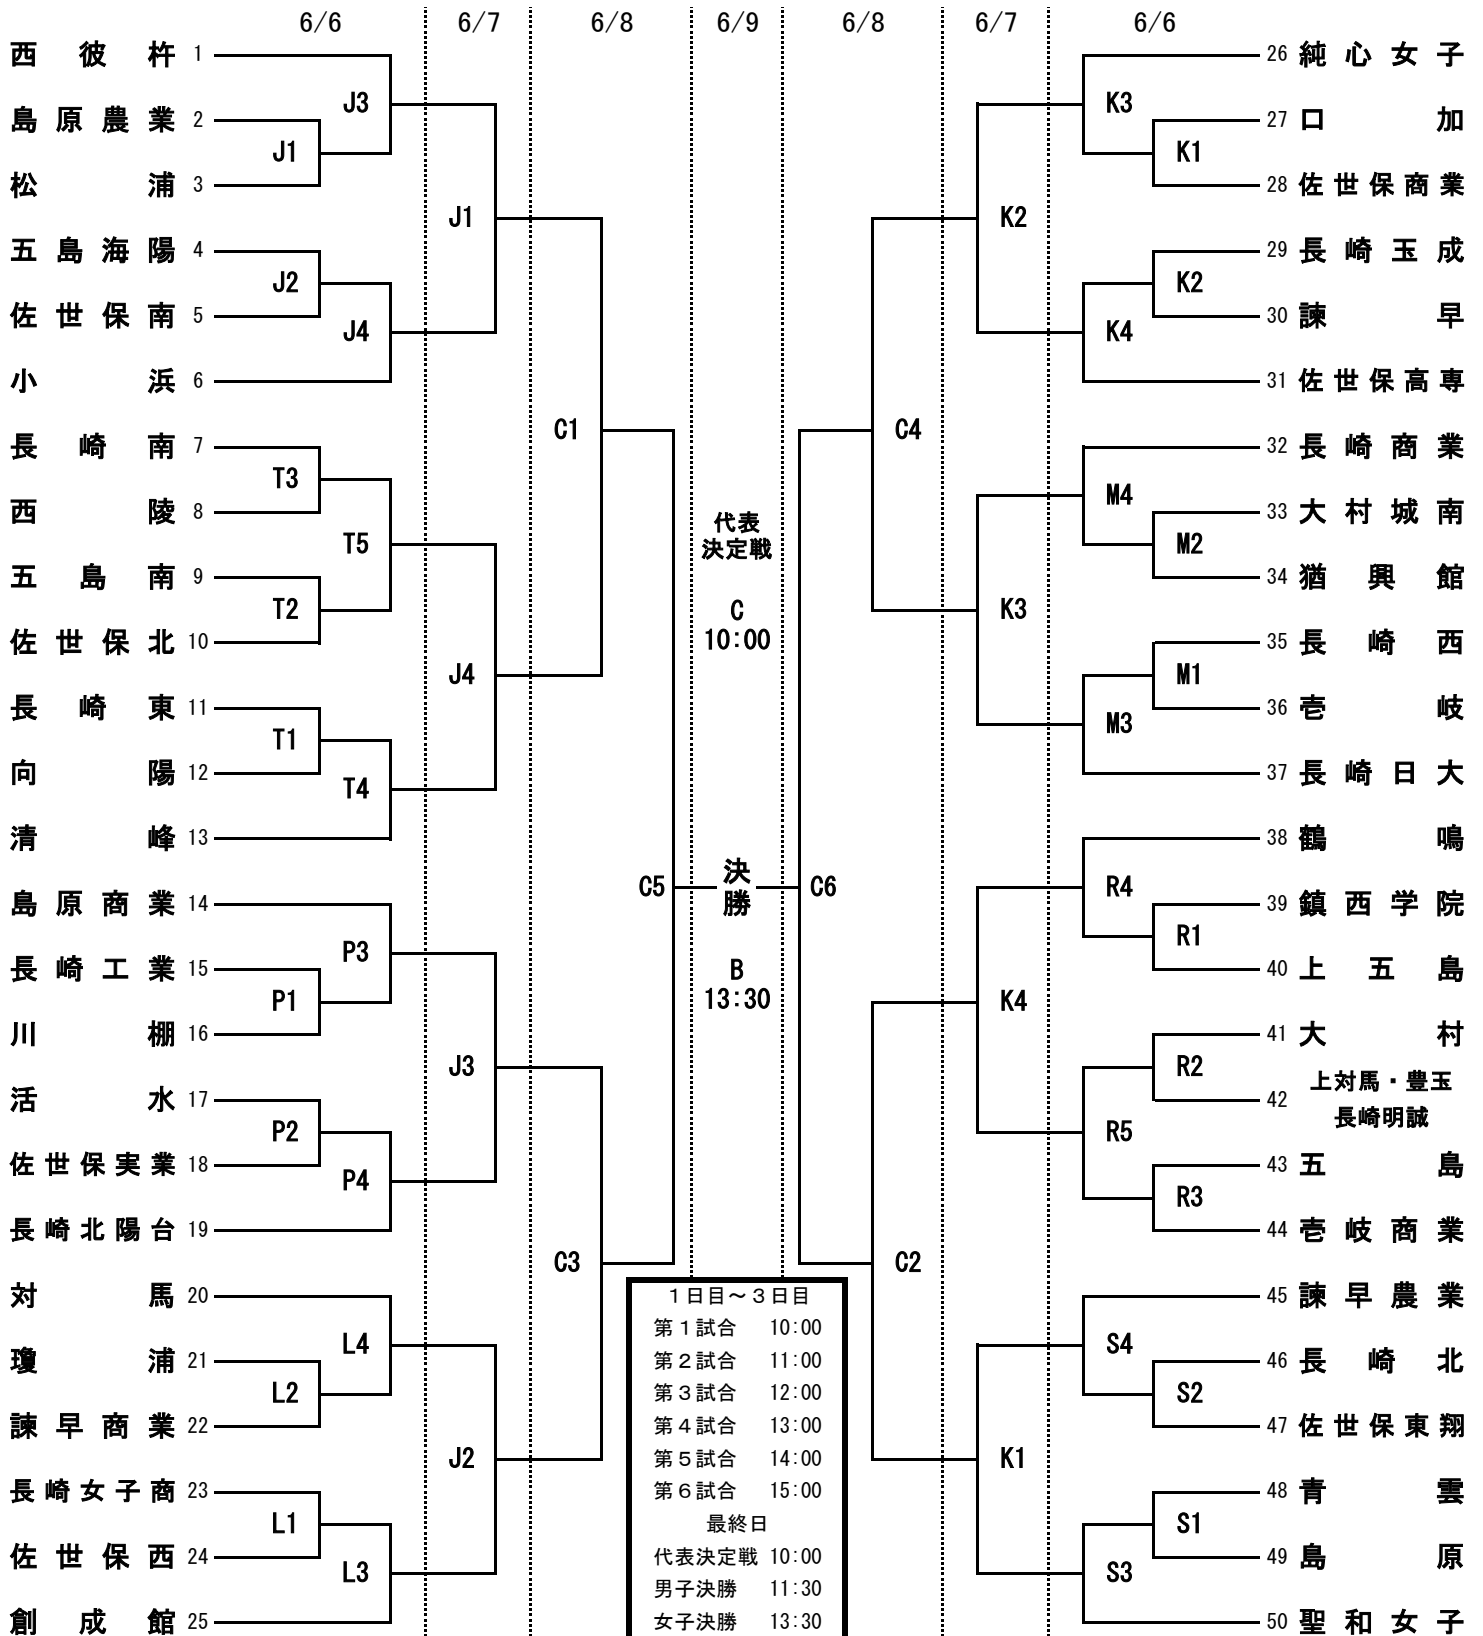 6/6 6/7 6/8 6/9 6/8 6/7 6/6
西彼杵 1
島原農業 2
松浦 3
五島海陽 4
佐世保南 5
小浜 6
長崎南 7
西陵 8
五島南 9
佐世保北 10
長崎東 11
向陽 12
清峰 13
島原商業 14
長崎工業 15
川棚 16
活水 17
佐世保実業 18
長崎北陽台 19
対馬 20
瓊浦 21
諫早商業 22
長崎女子商 23
佐世保西 24
創成館 25
J3
J1
J2
J4
T3
T5
T2
T1
T4
P3
P1
P2
P4
L4
L2
L1
L3
J1
J4
J3
J2
C1
C3
C5
代表
決定戦
C
10:00
決
勝
B
13:30
1日目～3日目
第1試合 10:00
第2試合 11:00
第3試合 12:00
第4試合 13:00
第5試合 14:00
第6試合 15:00
最終日
代表決定戦 10:00
男子決勝 11:30
女子決勝 13:30
C6
C4
C2
K2
K3
K4
K1
K3
K1
K2
K4
M4
M2
M1
M3
R4
R1
R2
R5
R3
S4
S2
S1
S3
26 純心女子
27 口加
28 佐世保商業
29 長崎玉成
30 諫早
31 佐世保高専
32 長崎商業
33 大村城南
34 猶興館
35 長崎西
36 壱岐
37 長崎日大
38 鶴鳴
39 鎮西学院
40 上五島
41 大村
42 上対馬・豊玉
長崎明誠
43 五島
44 壱岐商業
45 諫早農業
46 長崎北
47 佐世保東翔
48 青雲
49 島原
50 聖和女子